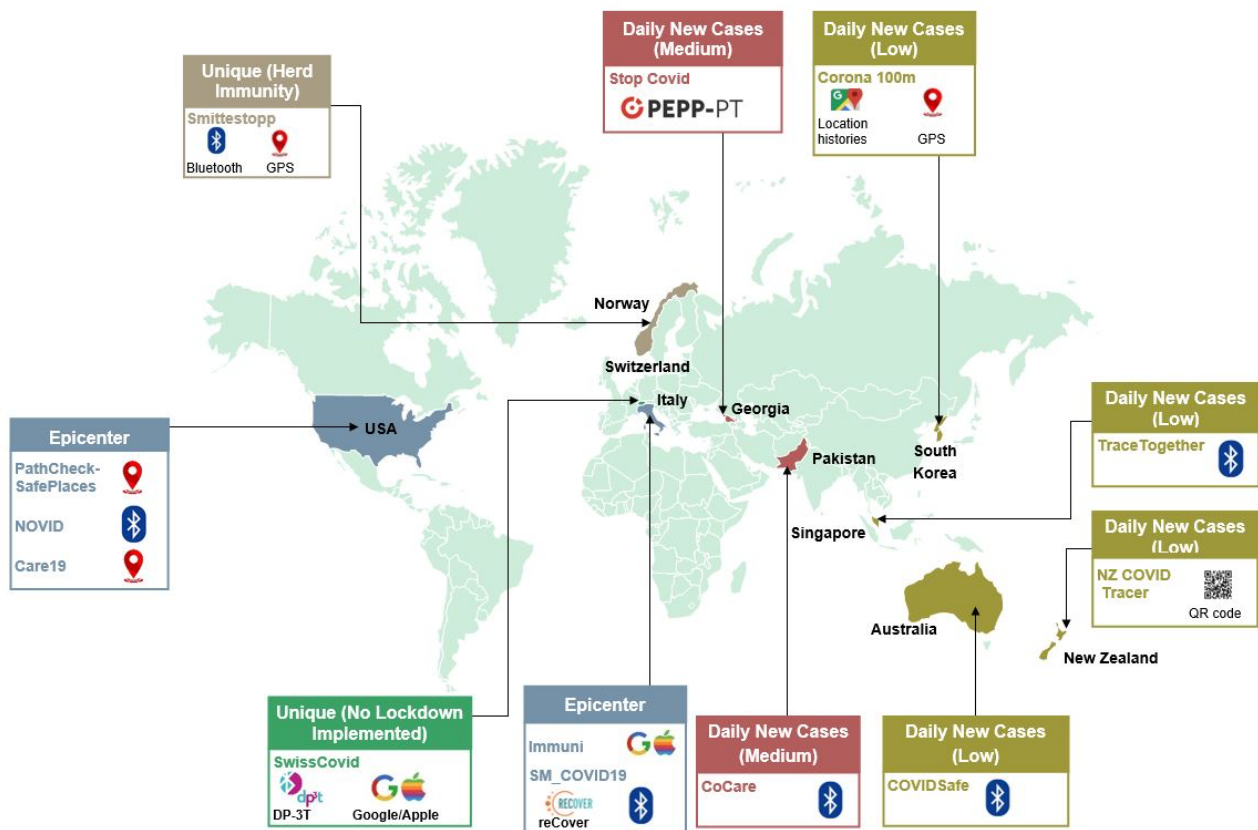 Daily New Cases
(Medium)
Stop Covid
PEPP-PT
Daily New Cases
(Low)
Corona 100m
Location
histories
GPS
Unique (Herd
Immunity)
Smittestopp
Bluetooth
GPS
Norway
Switzerland
Italy
Georgia
USA
Pakistan
South
Korea
Singapore
Australia
New Zealand
Epicenter
PathCheck-
SafePlaces
NOVID
Care19
Daily New Cases
(Low)
TraceTogether
Daily New Cases
(Low)
NZ COVID
Tracer
QR code
Unique (No Lockdown
Implemented)
SwissCovid
dp3t
DP-3T
Google/Apple
Epicenter
Immuni
SM_COVID19
RECOVER
reCover
Daily New Cases
(Medium)
CoCare
Daily New Cases
(Low)
COVIDSafe